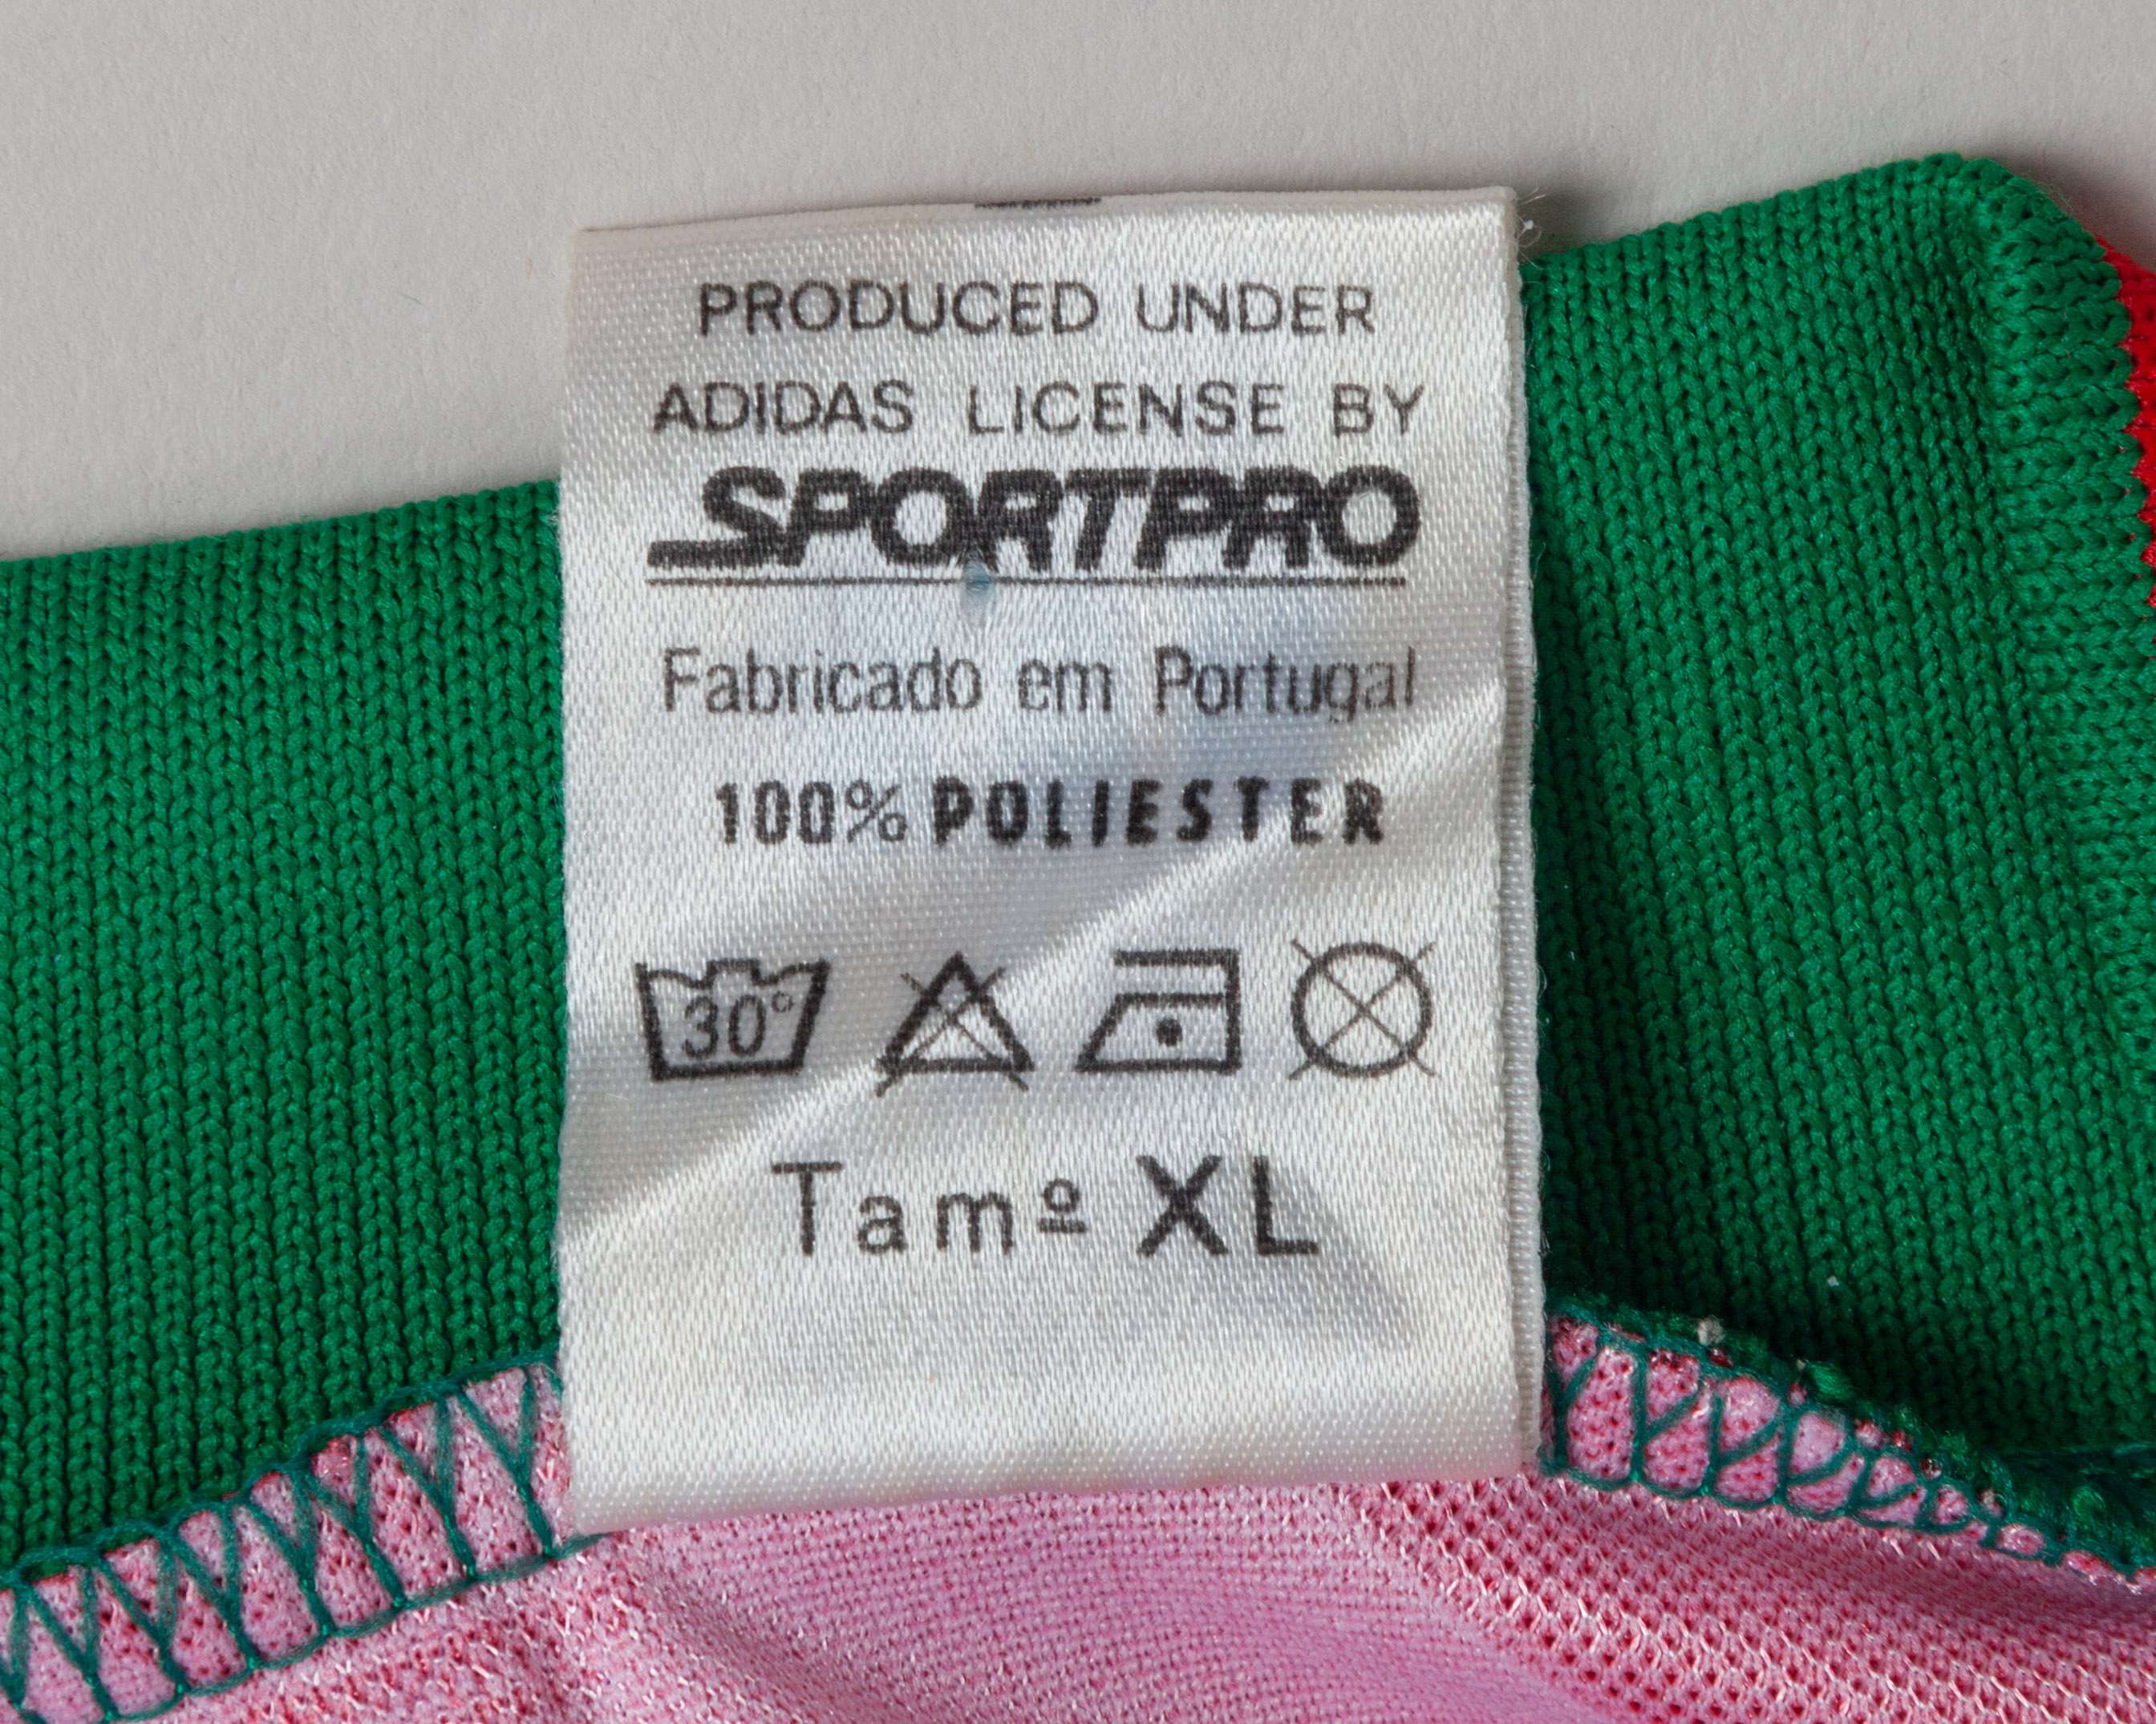 PRODUCED UNDER
ADIDAS LICENSE BY
SPORTPRO
Fabricado em Portugal
100% POLIESTER
30°
Tamº XL